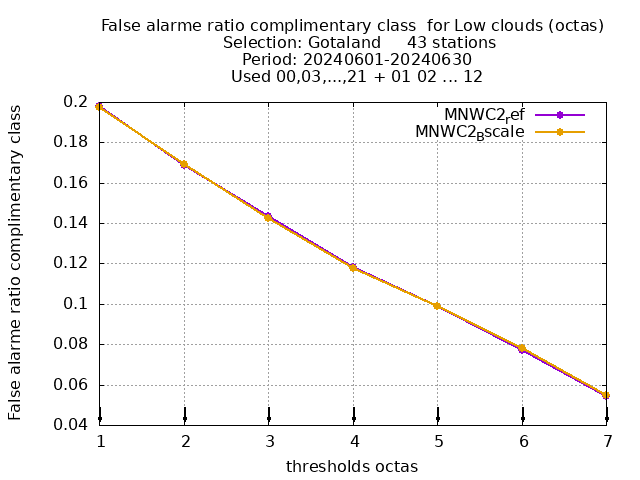 False alarme ratio complimentary class  for Low clouds (octas)
Selection: Gotaland     43 stations
Period: 20240601-20240630
Used 00,03,...,21 + 01 02 ... 12
MNWC2_ref
MNWC2_Bscale
False alarme ratio complimentary class
0.2
0.18
0.16
0.14
0.12
0.1
0.08
0.06
0.04
1 2 3 4 5 6 7
thresholds octas